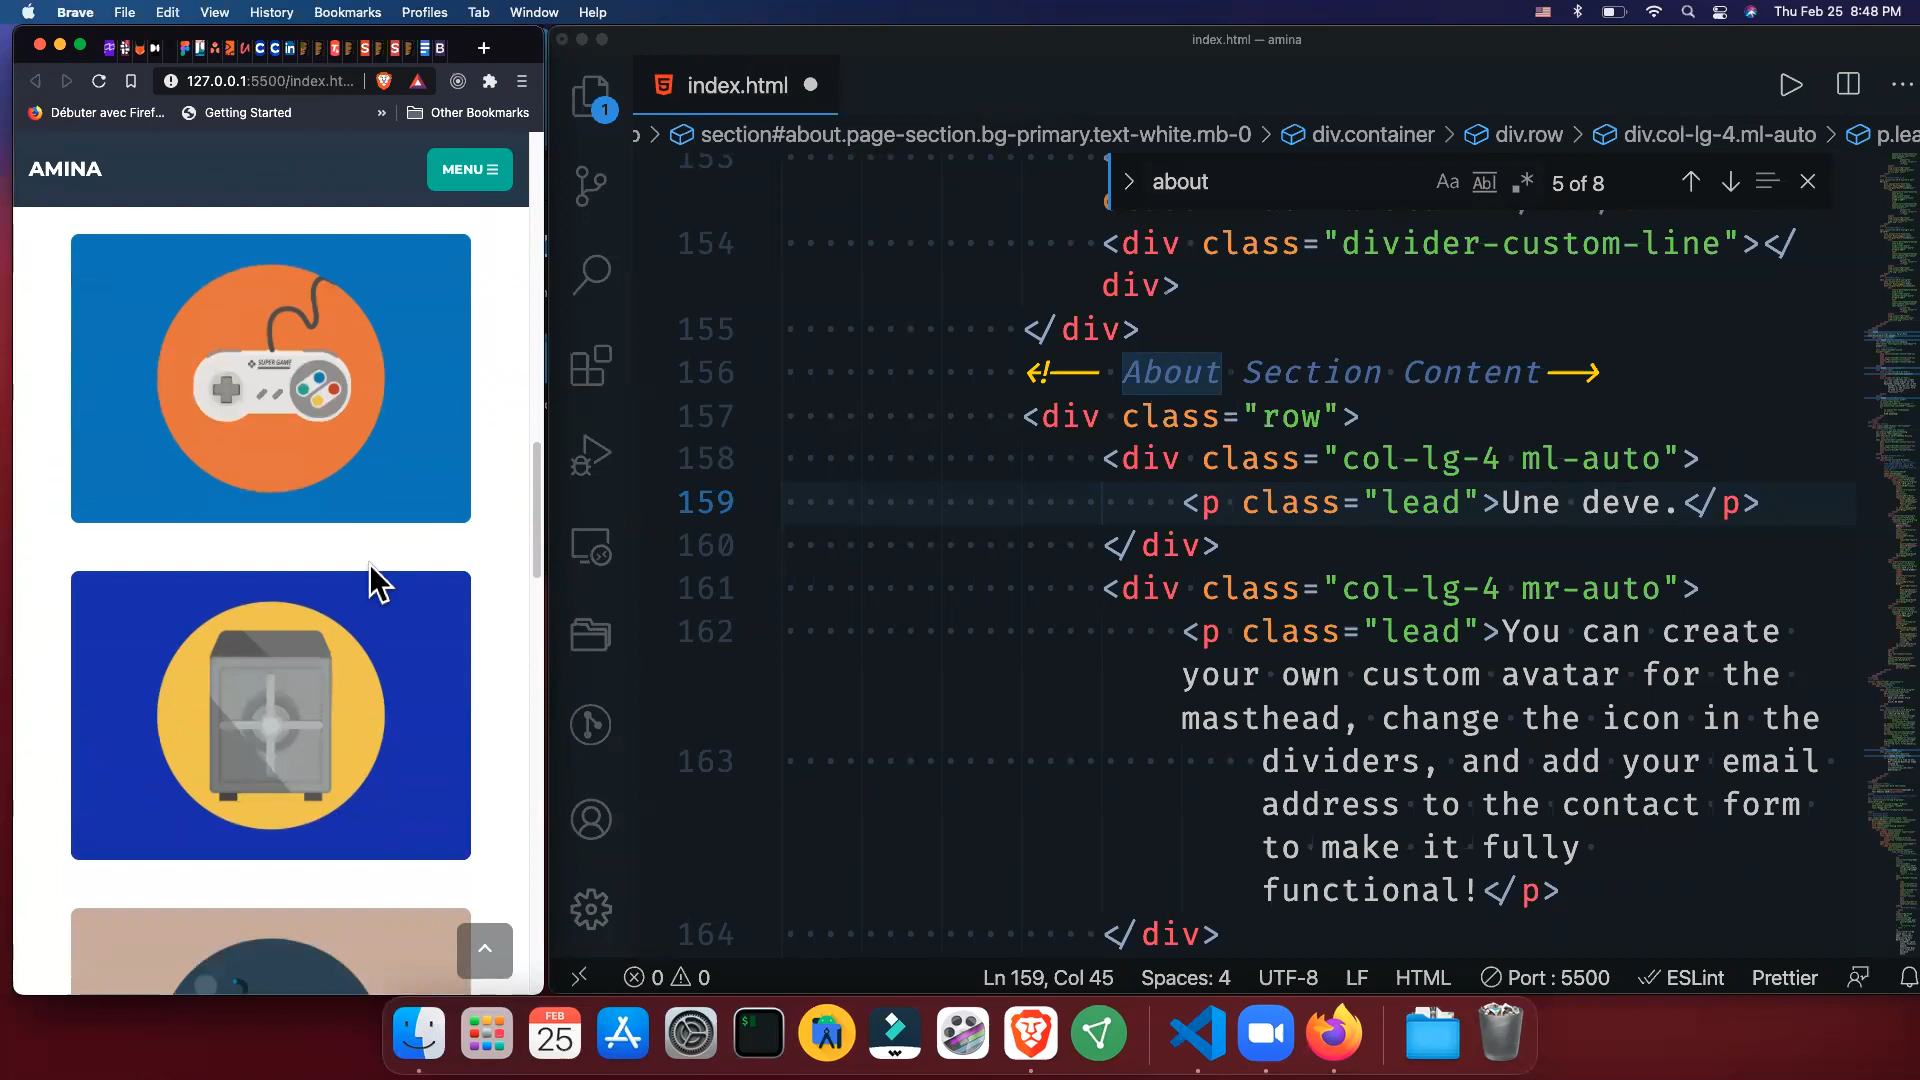 Brave File Edit View History Bookmarks Profiles Tab Window Help Thu Feb 25 8:48 PM
127.0.0.1:5500/index.ht...
Débuter avec Firef... Getting Started » Other Bookmarks
AMINA MENU
SUPER GAME
index.html — amina
1 index.html
section#about.page-section.bg-primary.text-white.mb-0 > div.container > div.row > div.col-lg-4.ml-auto > p.lea
about Aa Abl .* 5 of 8
153
154 <div class="divider-custom-line"></
div>
155 </div>
156 <!-- About Section Content-->
157 <div class="row">
158 <div class="col-lg-4 ml-auto">
159 <p class="lead">Une deve.</p>
160 </div>
161 <div class="col-lg-4 mr-auto">
162 <p class="lead">You can create
your own custom avatar for the
masthead, change the icon in the
163 dividers, and add your email
address to the contact form
to make it fully
functional!</p>
164 </div>
0 0 Ln 159, Col 45 Spaces: 4 UTF-8 LF HTML Port : 5500 ESLint Prettier
FEB
25